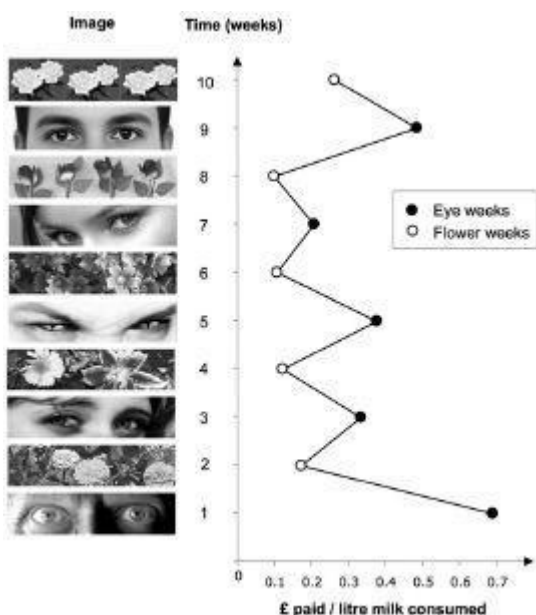 Image Time (weeks)
10
9
8
7
6
5
4
3
2
1
Eye weeks
Flower weeks
0 0.1 0.2 0.3 0.4 0.5 0.6 0.7
£ paid / litre milk consumed